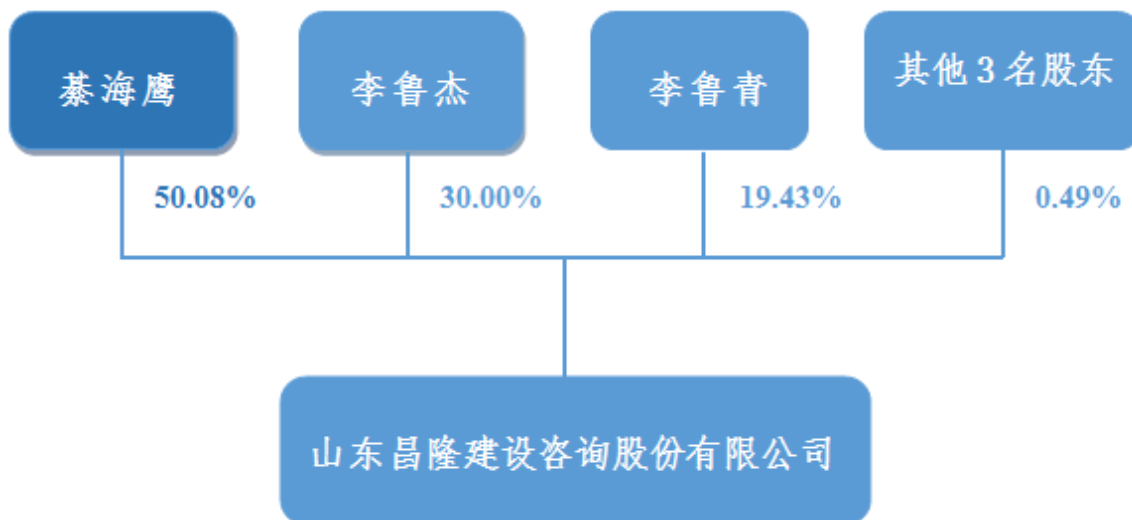 綦海鹰
李鲁杰
李鲁青
其他3名股东
50.08%
30.00%
19.43%
0.49%
山东昌隆建设咨询股份有限公司